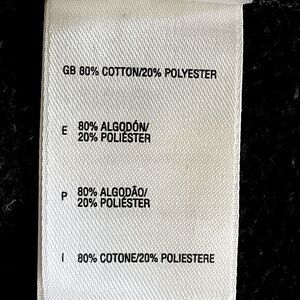 GB 80% COTTON/20% POLYESTER
E 80% ALGODÓN/
20% POLIÉSTER
P 80% ALGODÃO/
20% POLIÉSTER
I 80% COTONE/20% POLIESTERE